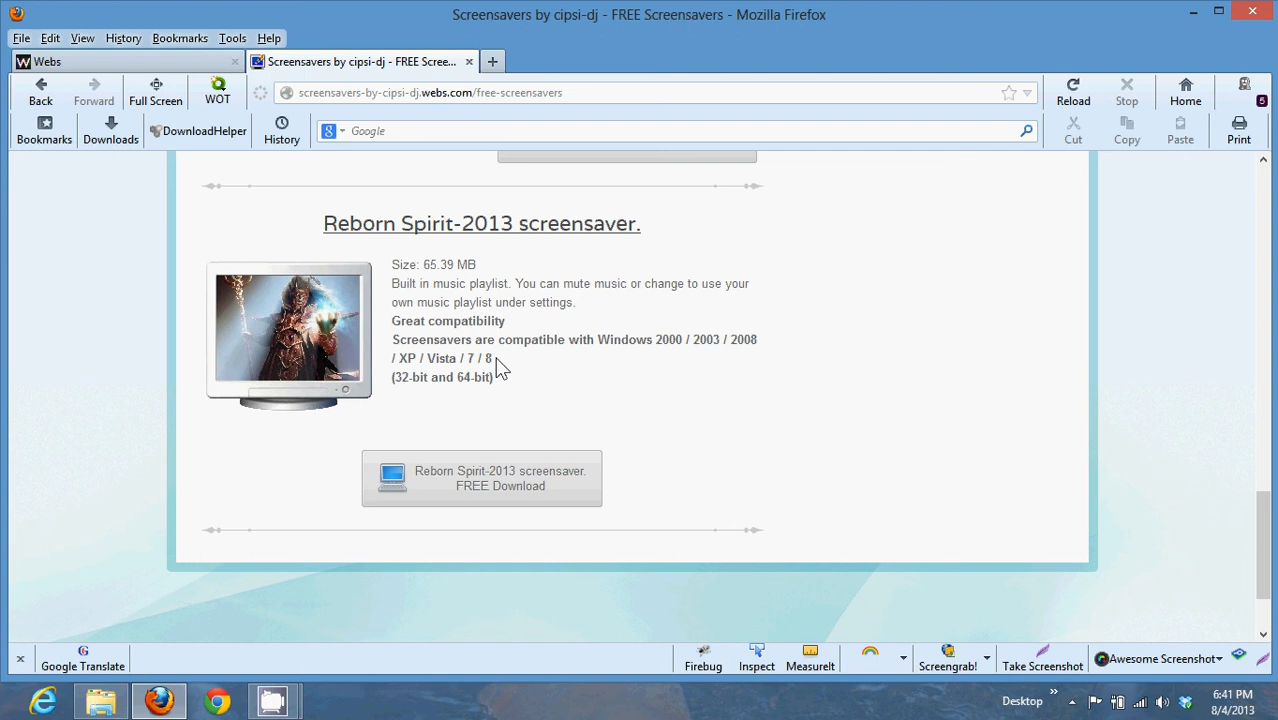 Screensavers by cipsi-dj - FREE Screensavers - Mozilla Firefox
File Edit View History Bookmarks Tools Help
Webs
Screensavers by cipsi-dj - FREE Scree...
Back Forward Full Screen WOT
screensavers-by-cipsi-dj.webs.com/free-screensavers
Reload Stop Home 5
Bookmarks Downloads DownloadHelper History
Google
Cut Copy Paste Print
Reborn Spirit-2013 screensaver.
Size: 65.39 MB
Built in music playlist. You can mute music or change to use your
own music playlist under settings.
Great compatibility
Screensavers are compatible with Windows 2000 / 2003 / 2008
/ XP / Vista / 7 / 8
(32-bit and 64-bit)
Reborn Spirit-2013 screensaver.
FREE Download
Google Translate Firebug Inspect MeasureIt Screengrab! Take Screenshot Awesome Screenshot
Desktop
6:41 PM
8/4/2013